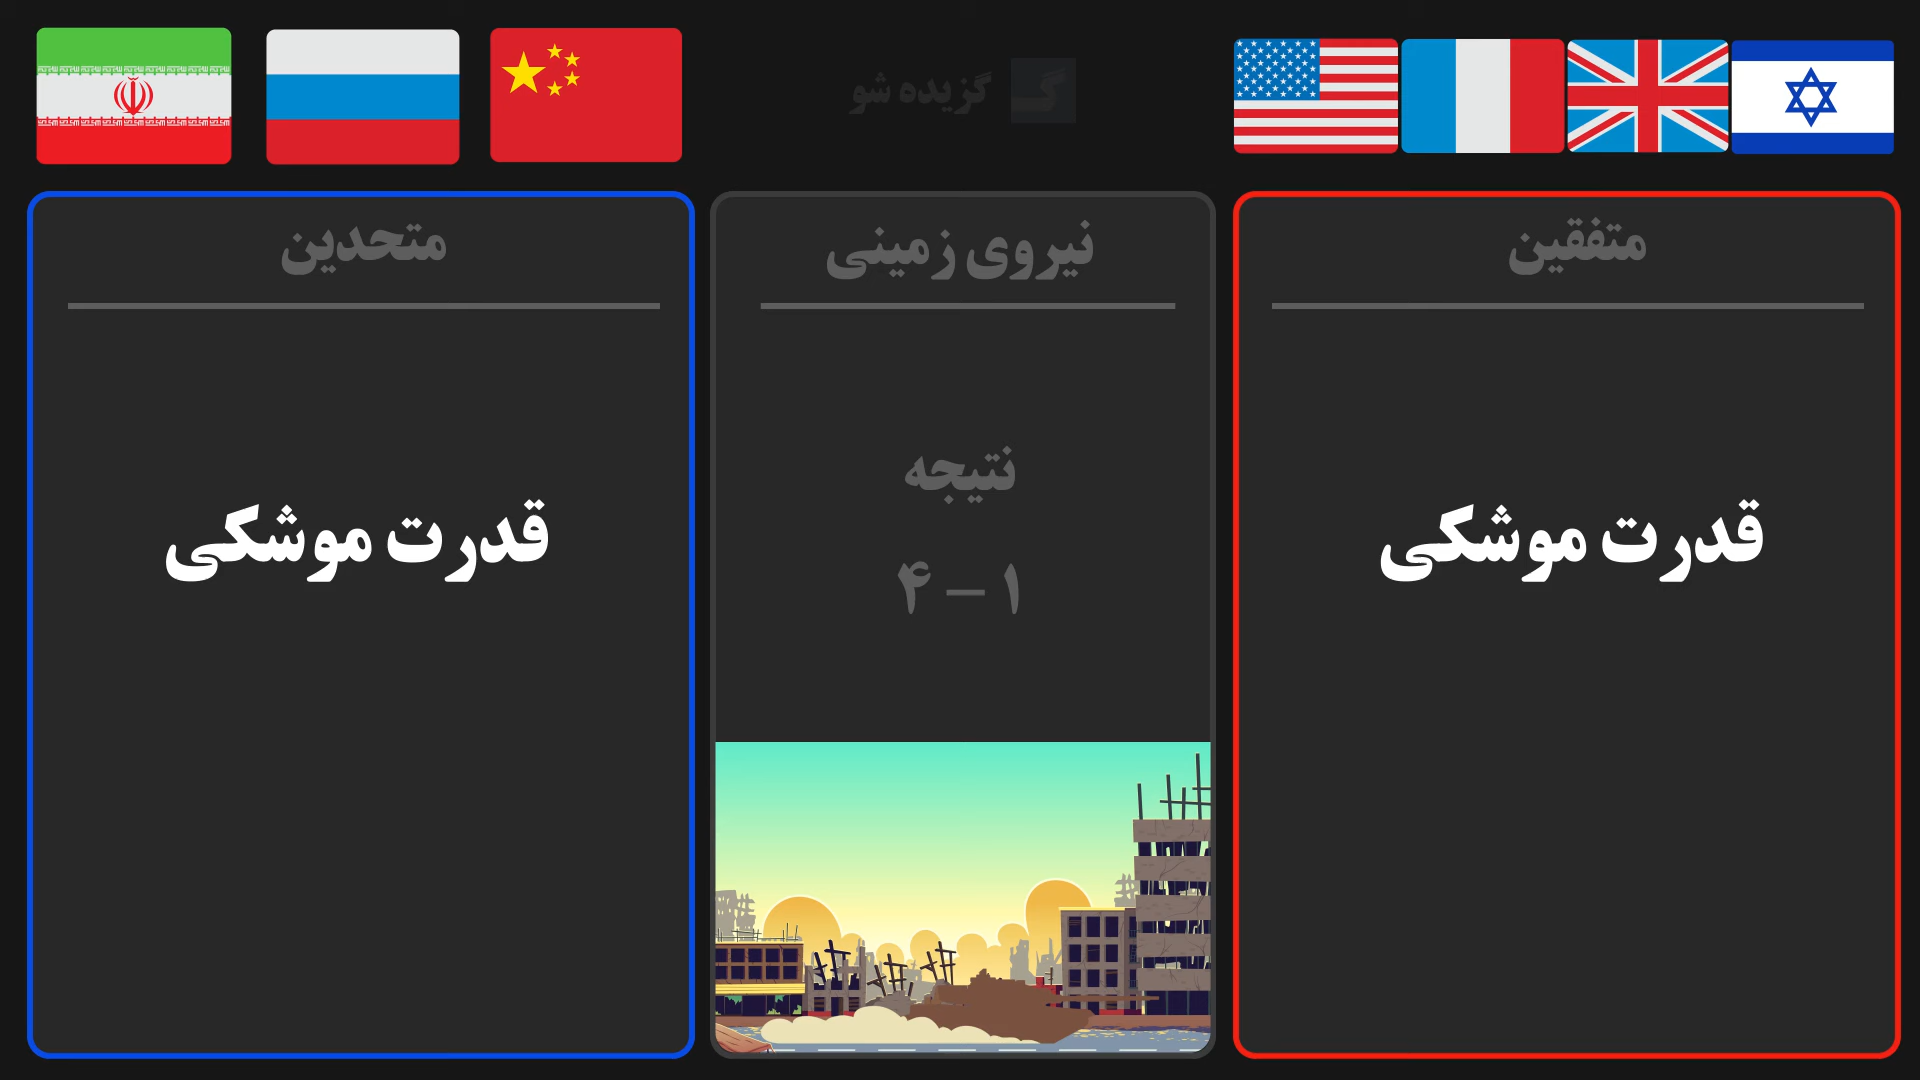 گ گزیده شو
متفقین
قدرت موشکی
نیروی زمینی
نتیجه
۱ – ۴
متحدین
قدرت موشکی